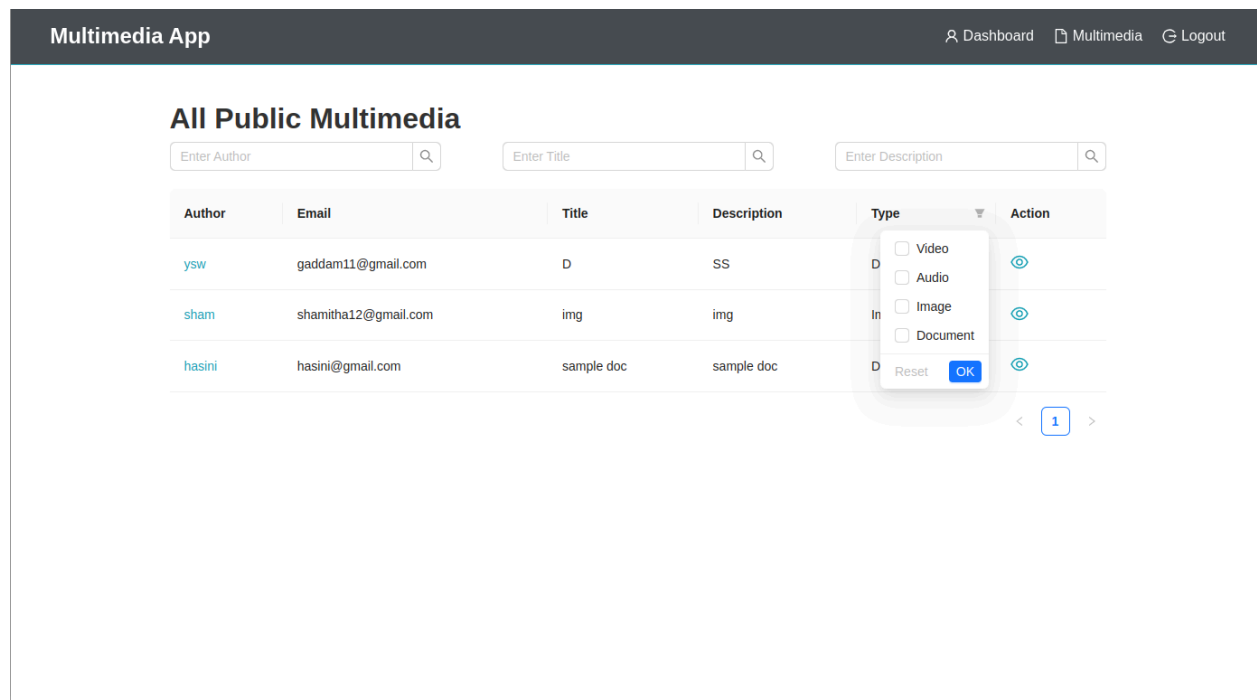 Multimedia App Dashboard Multimedia Logout
All Public Multimedia
Enter Author Enter Title Enter Description
Author Email Title Description Type Action
ysw gaddam11@gmail.com D SS
sham shamitha12@gmail.com img img
hasini hasini@gmail.com sample doc sample doc
Video
Audio
Image
Document
Reset OK
< 1 >